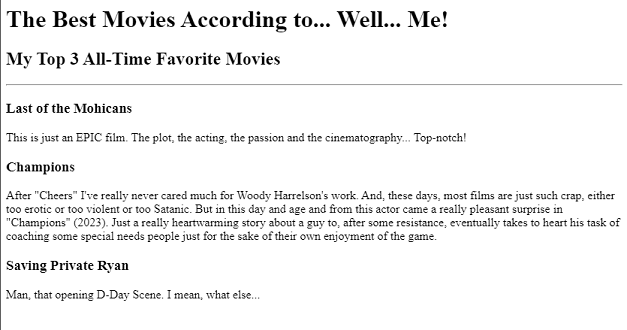 The Best Movies According to... Well... Me!
My Top 3 All-Time Favorite Movies
Last of the Mohicans
This is just an EPIC film. The plot, the acting, the passion and the cinematography... Top-notch!
Champions
After "Cheers" I've really never cared much for Woody Harrelson's work. And, these days, most films are just such crap, either
too erotic or too violent or too Satanic. But in this day and age and from this actor came a really pleasant surprise in
"Champions" (2023). Just a really heartwarming story about a guy to, after some resistance, eventually takes to heart his task of
coaching some special needs people just for the sake of their own enjoyment of the game.
Saving Private Ryan
Man, that opening D-Day Scene. I mean, what else...